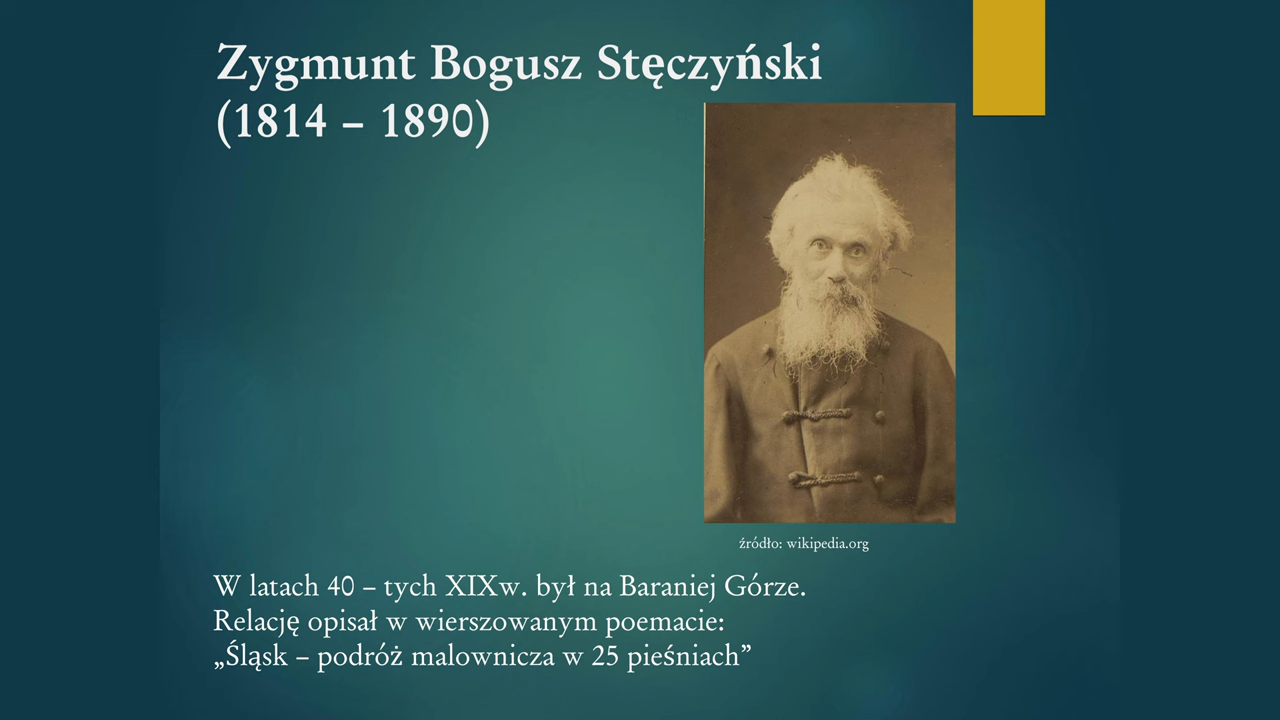 Zygmunt Bogusz Stęczyński
(1814 – 1890)
źródło: wikipedia.org
W latach 40 – tych XIXw. był na Baraniej Górze.
Relację opisał w wierszowanym poemacie:
„Śląsk – podróż malownicza w 25 pieśniach”